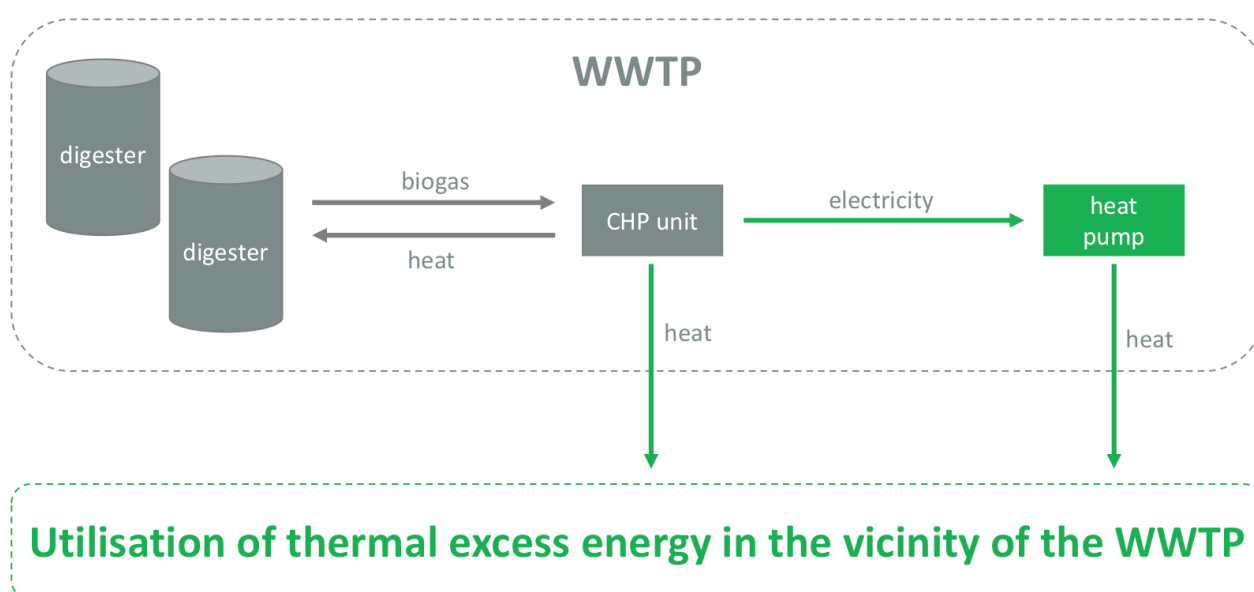 WWTP
digester
digester
biogas
heat
CHP unit
electricity
heat
pump
heat
heat
Utilisation of thermal excess energy in the vicinity of the WWTP